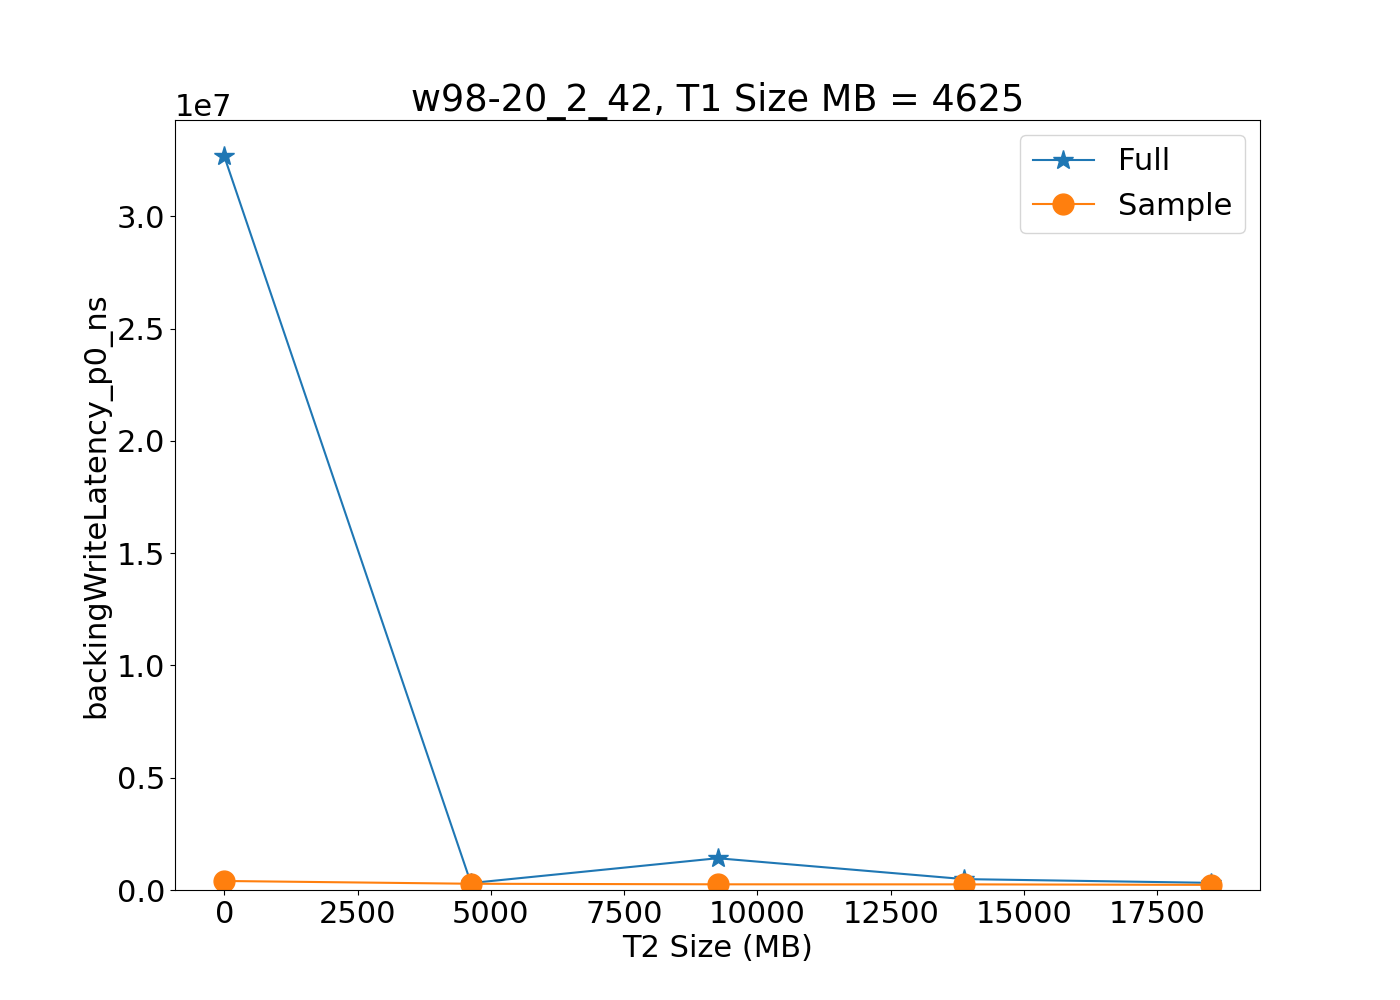 w98-20_2_42, T1 Size MB = 4625
1e7
Full
Sample
3.0
2.5
2.0
1.5
1.0
0.5
0.0
backingWriteLatency_p0_ns
0 2500 5000 7500 10000 12500 15000 17500
T2 Size (MB)